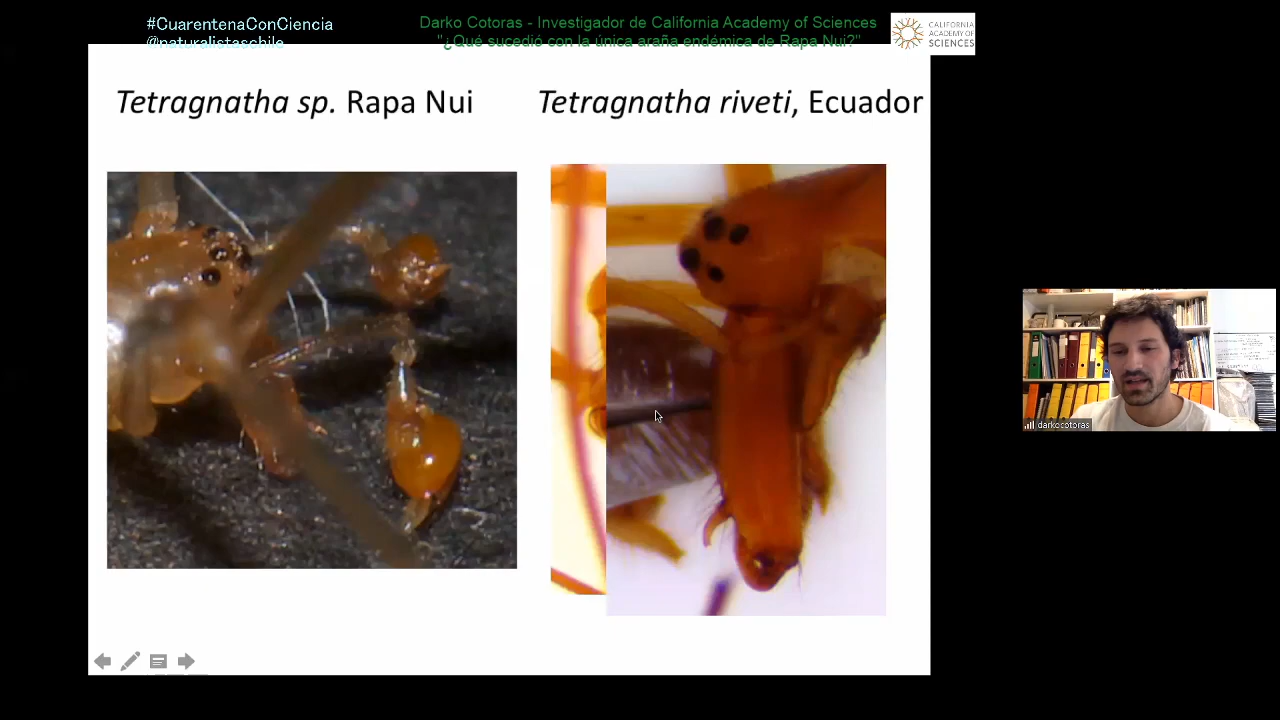 #CuarentenaConCiencia
@naturalistaschile
Darko Cotoras - Investigador de California Academy of Sciences
"¿Qué sucedió con la única araña endémica de Rapa Nui?"
CALIFORNIA
ACADEMY OF
SCIENCES
Tetragnatha sp. Rapa Nui
Tetragnatha riveti, Ecuador
darkocotoras